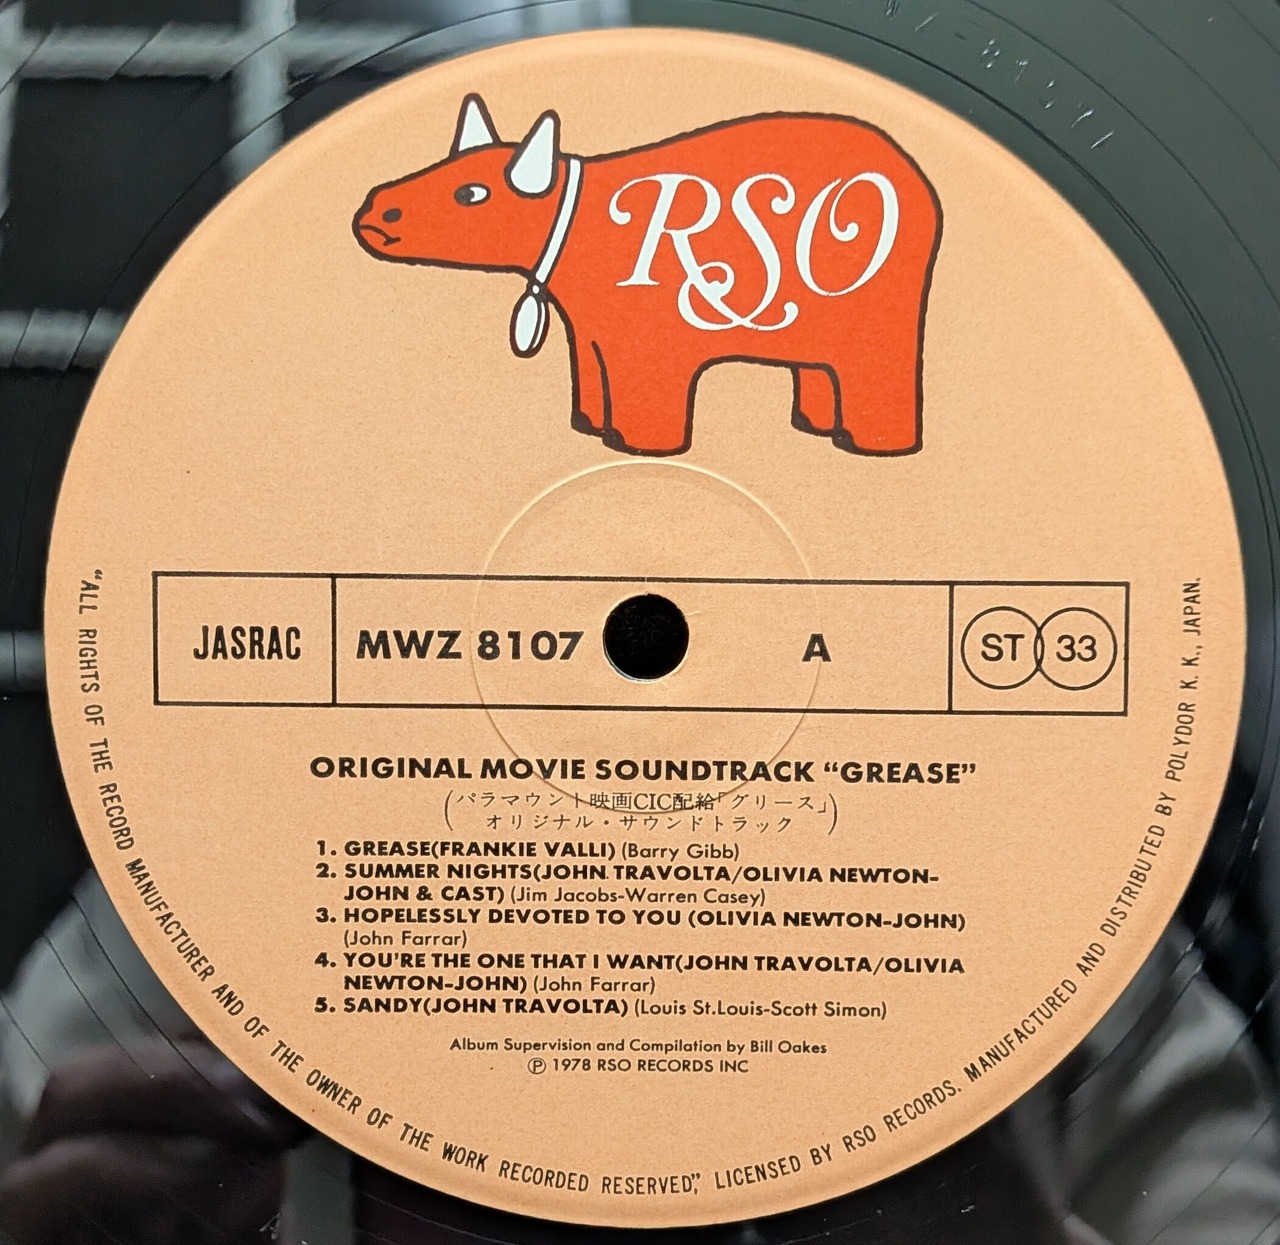 RSO
JASRAC
MWZ 8107
A
ST 33
ORIGINAL MOVIE SOUNDTRACK “GREASE”
(パラマウント映画CIC配給「グリース」
オリジナル・サウンドトラック)
1. GREASE(FRANKIE VALLI) (Barry Gibb)
2. SUMMER NIGHTS(JOHN TRAVOLTA/OLIVIA NEWTON-
JOHN & CAST) (Jim Jacobs-Warren Casey)
3. HOPELESSLY DEVOTED TO YOU (OLIVIA NEWTON-JOHN)
(John Farrar)
4. YOU'RE THE ONE THAT I WANT(JOHN TRAVOLTA/OLIVIA
NEWTON-JOHN) (John Farrar)
5. SANDY(JOHN TRAVOLTA) (Louis St.Louis-Scott Simon)
Album Supervision and Compilation by Bill Oakes
Ⓟ 1978 RSO RECORDS INC
“ALL RIGHTS OF THE RECORD MANUFACTURER AND OF THE OWNER OF THE WORK RECORDED RESERVED,” LICENSED BY RSO RECORDS. MANUFACTURED AND DISTRIBUTED BY POLYDOR K. K., JAPAN.